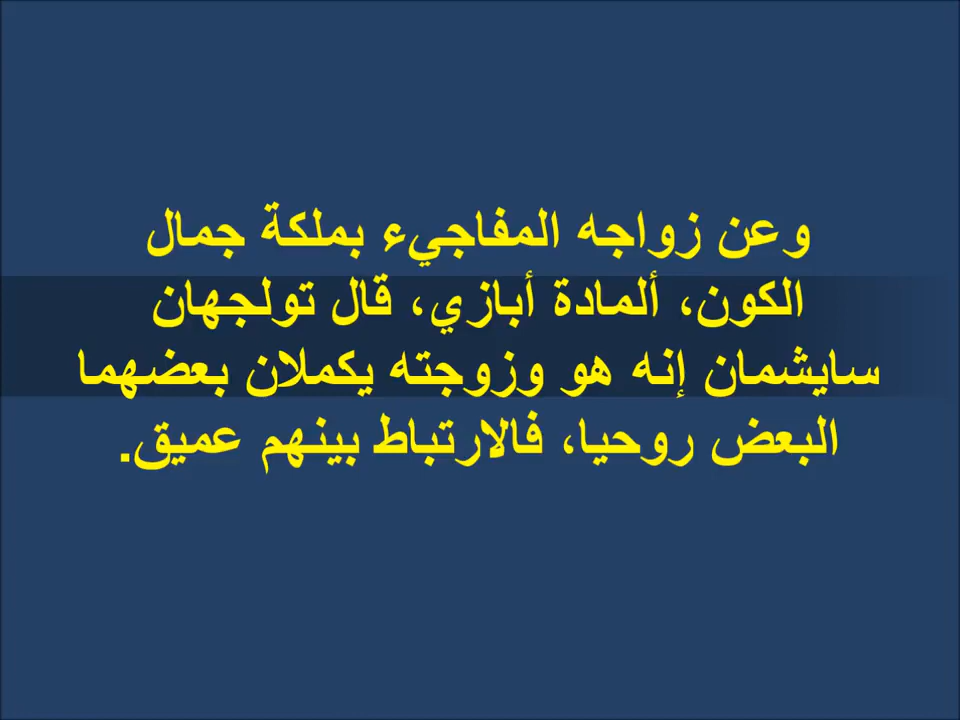 وعن زواجه المفاجيء بملكة جمال
الكون، ألمادة أبازي، قال تولجهان
سايشمان إنه هو وزوجته يكملان بعضهما
البعض روحيا، فالارتباط بينهم عميق.